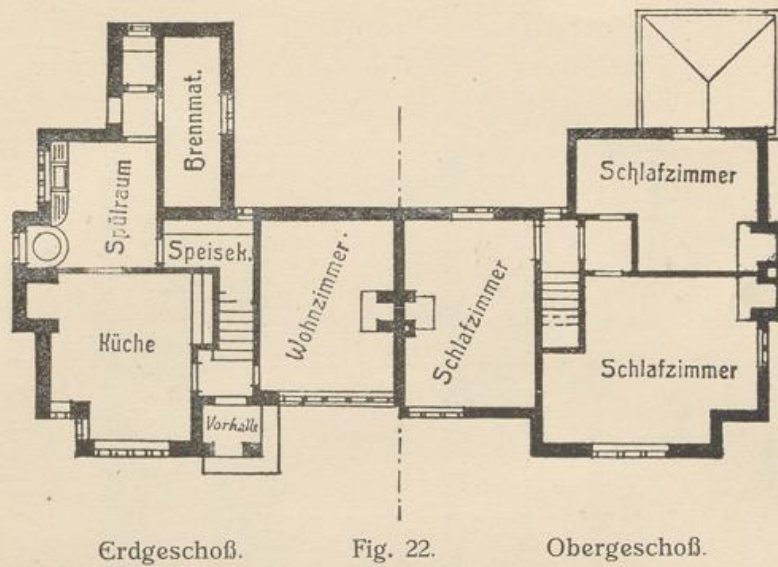 Brennmat.
Spülraum
Speisek.
Küche
Wohnzimmer.
Vorhalle
Schlafzimmer
Schlafzimmer
Schlafzimmer
Erdgeschoß.
Fig. 22.
Obergeschoß.